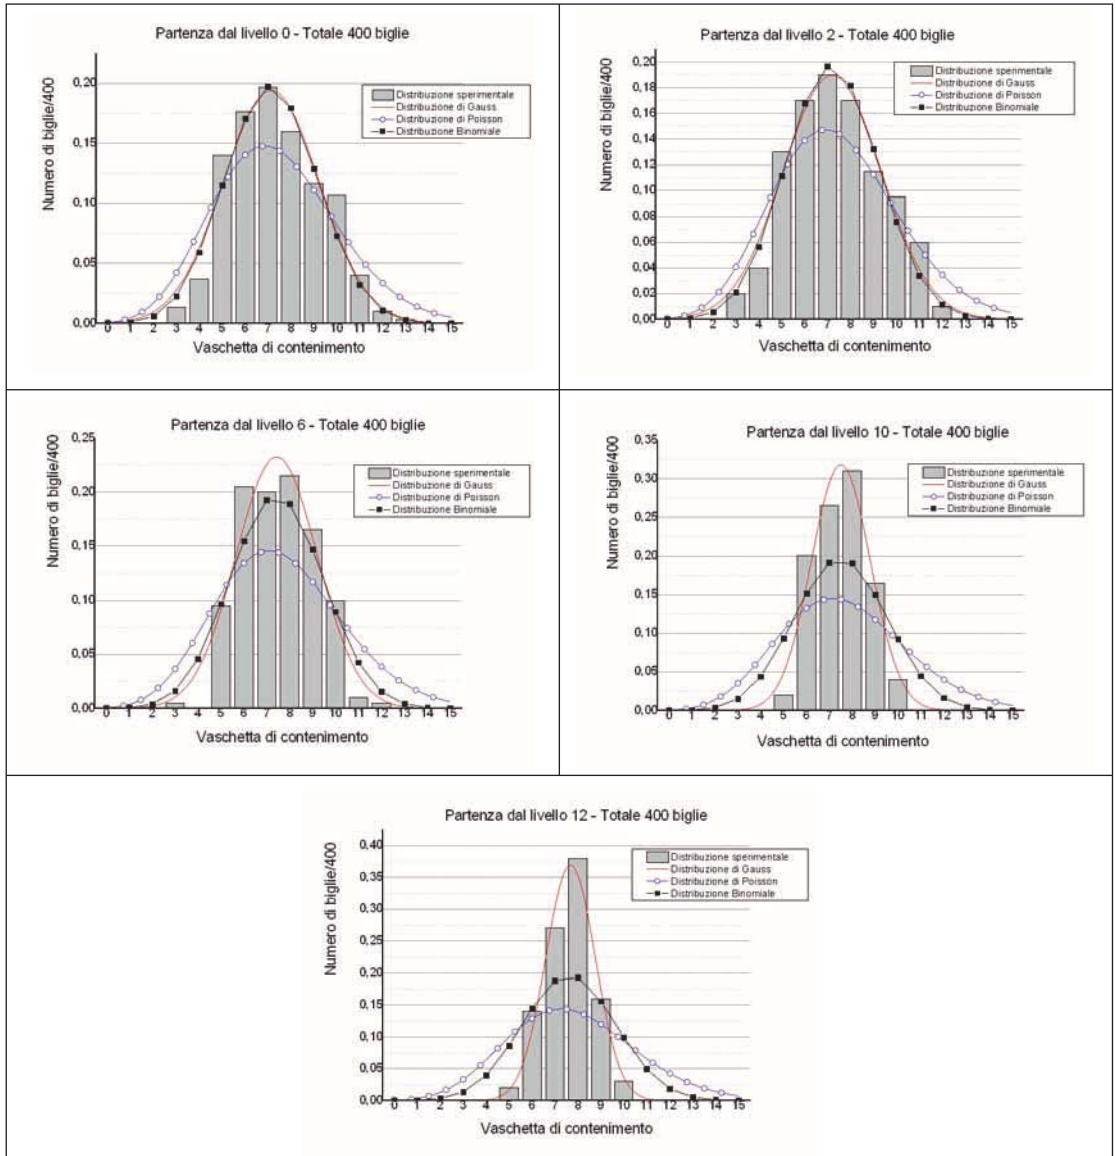 Partenza dal livello 0 - Totale 400 biglie
Numero di biglie/400
0,20
0,15
0,10
0,05
0,00
Distribuzione sperimentale
Distribuzione di Gauss
Distribuzione di Poisson
Distribuzione Binomiale
0 1 2 3 4 5 6 7 8 9 10 11 12 13 14 15
Vaschetta di contenimento
Partenza dal livello 2 - Totale 400 biglie
Numero di biglie/400
0,20
0,18
0,16
0,14
0,12
0,10
0,08
0,06
0,04
0,02
0,00
Distribuzione sperimentale
Distribuzione di Gauss
Distribuzione di Poisson
Distribuzione Binomiale
0 1 2 3 4 5 6 7 8 9 10 11 12 13 14 15
Vaschetta di contenimento
Partenza dal livello 6 - Totale 400 biglie
Numero di biglie/400
0,25
0,20
0,15
0,10
0,05
0,00
Distribuzione sperimentale
Distribuzione di Gauss
Distribuzione di Poisson
Distribuzione Binomiale
0 1 2 3 4 5 6 7 8 9 10 11 12 13 14 15
Vaschetta di contenimento
Partenza dal livello 10 - Totale 400 biglie
Numero di biglie/400
0,35
0,30
0,25
0,20
0,15
0,10
0,05
0,00
Distribuzione sperimentale
Distribuzione di Gauss
Distribuzione di Poisson
Distribuzione Binomiale
0 1 2 3 4 5 6 7 8 9 10 11 12 13 14 15
Vaschetta di contenimento
Partenza dal livello 12 - Totale 400 biglie
Numero di biglie/400
0,40
0,35
0,30
0,25
0,20
0,15
0,10
0,05
0,00
Distribuzione sperimentale
Distribuzione di Gauss
Distribuzione di Poisson
Distribuzione Binomiale
0 1 2 3 4 5 6 7 8 9 10 11 12 13 14 15
Vaschetta di contenimento